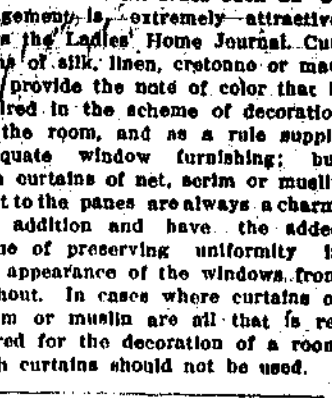 gement, is, extremely attractive
s the Ladies' Home Journal. Cur
s of silk, linen, cretonne or ma
provide the note of color that
ired in the scheme of decoratio
the room, and as a rule suppl
equate window furnishing; bu
curtains of net, scrim or musli
t to the panes are always a charm
addition and have the added
ue of preserving uniformity i
appearance of the windows from
hout. In cases where curtains o
m or muslin are all that is re
red for the decoration of a room
h curtains should not be used.